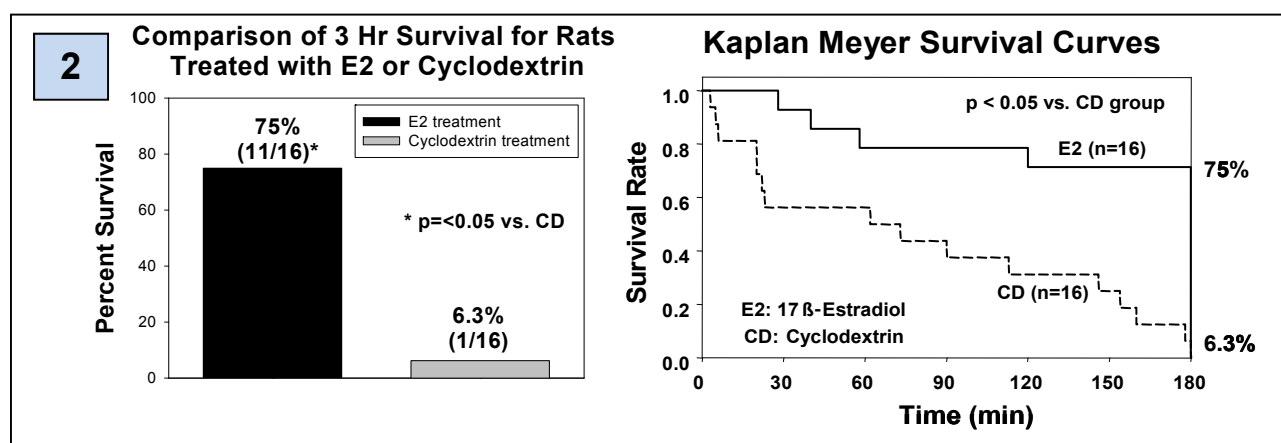 2
Comparison of 3 Hr Survival for Rats
Treated with E2 or Cyclodextrin
Percent Survival
100
80
60
40
20
0
75%
(11/16)*
E2 treatment
Cyclodextrin treatment
* p=<0.05 vs. CD
6.3%
(1/16)
Kaplan Meyer Survival Curves
Survival Rate
1.0
0.8
0.6
0.4
0.2
0.0
p < 0.05 vs. CD group
E2 (n=16)
75%
CD (n=16)
E2: 17ß-Estradiol
CD: Cyclodextrin
6.3%
0 30 60 90 120 150 180
Time (min)